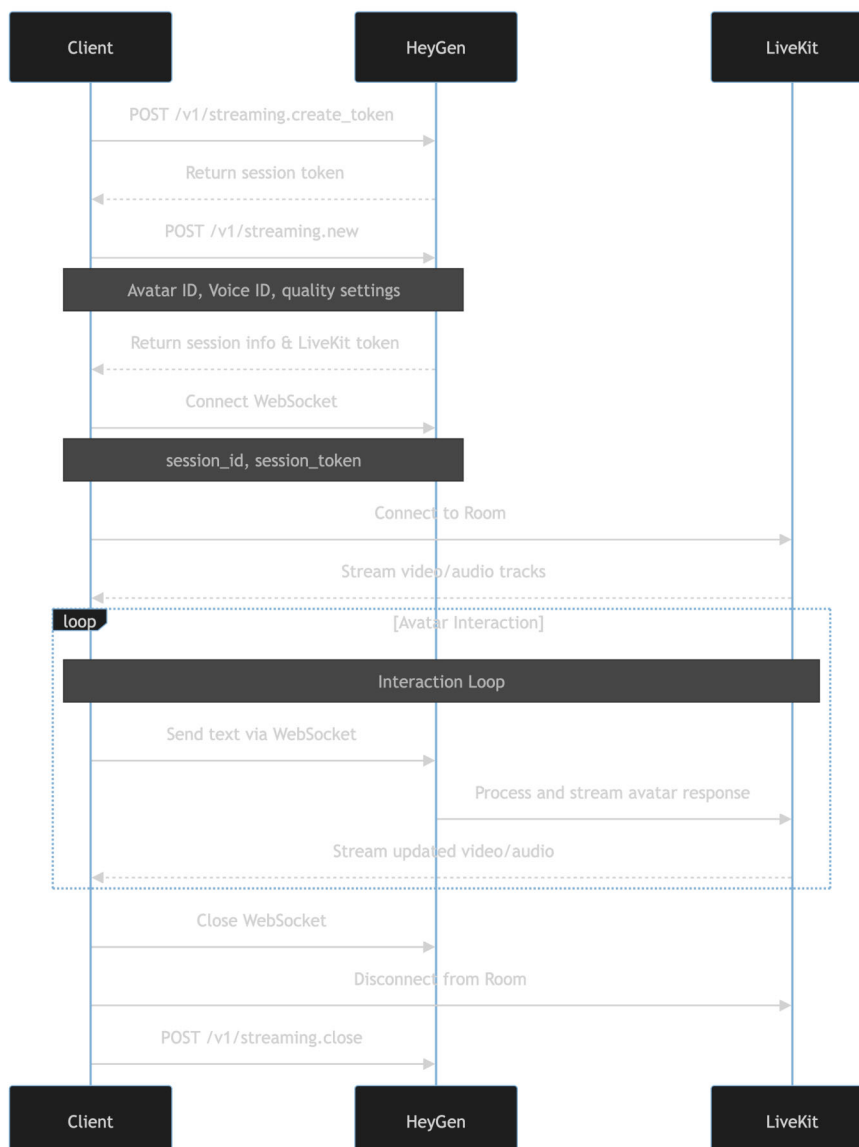 Client HeyGen LiveKit
POST /v1/streaming.create_token
Return session token
POST /v1/streaming.new
Avatar ID, Voice ID, quality settings
Return session info & LiveKit token
Connect WebSocket
session_id, session_token
Connect to Room
Stream video/audio tracks
loop [Avatar Interaction]
Interaction Loop
Send text via WebSocket
Process and stream avatar response
Stream updated video/audio
Close WebSocket
Disconnect from Room
POST /v1/streaming.close
Client HeyGen LiveKit